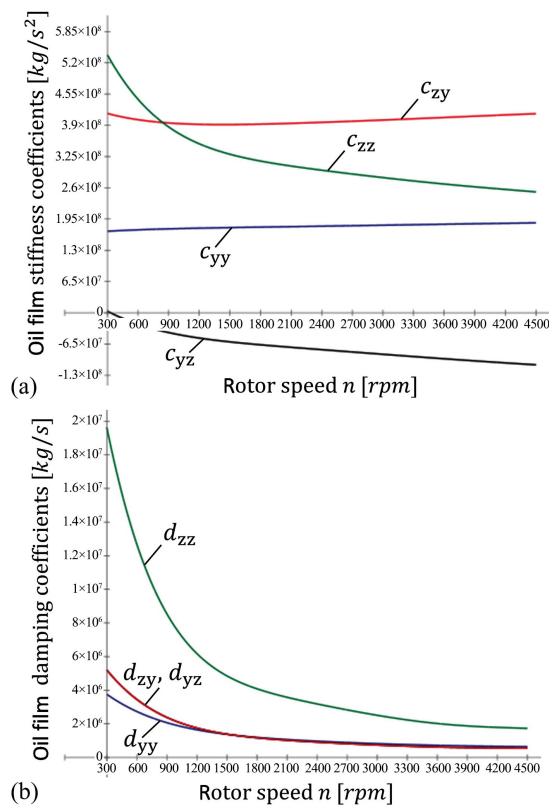 Oil film stiffness coefficients [kg/s²]
5.85×10⁸
5.2×10⁸
4.55×10⁸
3.9×10⁸
3.25×10⁸
2.6×10⁸
1.95×10⁸
1.3×10⁸
6.5×10⁷
0
-6.5×10⁷
-1.3×10⁸
c_zy
c_zz
c_yy
c_yz
300 600 900 1200 1500 1800 2100 2400 2700 3000 3300 3600 3900 4200 4500
(a) Rotor speed n [rpm]
Oil film damping coefficients [kg/s]
2×10⁷
1.8×10⁷
1.6×10⁷
1.4×10⁷
1.2×10⁷
1×10⁷
8×10⁶
6×10⁶
4×10⁶
2×10⁶
0
d_zz
d_zy, d_yz
d_yy
300 600 900 1200 1500 1800 2100 2400 2700 3000 3300 3600 3900 4200 4500
(b) Rotor speed n [rpm]